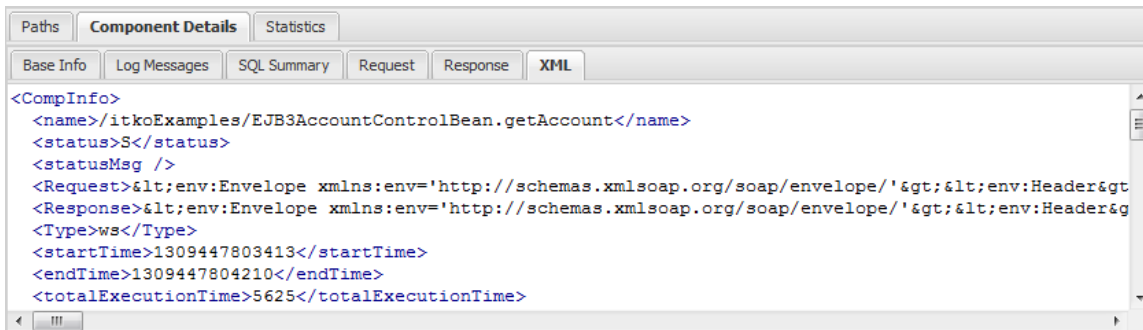 Paths Component Details Statistics
Base Info Log Messages SQL Summary Request Response XML
<CompInfo>
<name>/itkoExamples/EJB3AccountControlBean.getAccount</name>
<status>S</status>
<statusMsg />
<Request>&lt;env:Envelope xmlns:env='http://schemas.xmlsoap.org/soap/envelope/'&gt;&lt;env:Header&gt
<Response>&lt;env:Envelope xmlns:env='http://schemas.xmlsoap.org/soap/envelope/'&gt;&lt;env:Header&g
<Type>ws</Type>
<startTime>1309447803413</startTime>
<endTime>1309447804210</endTime>
<totalExecutionTime>5625</totalExecutionTime>